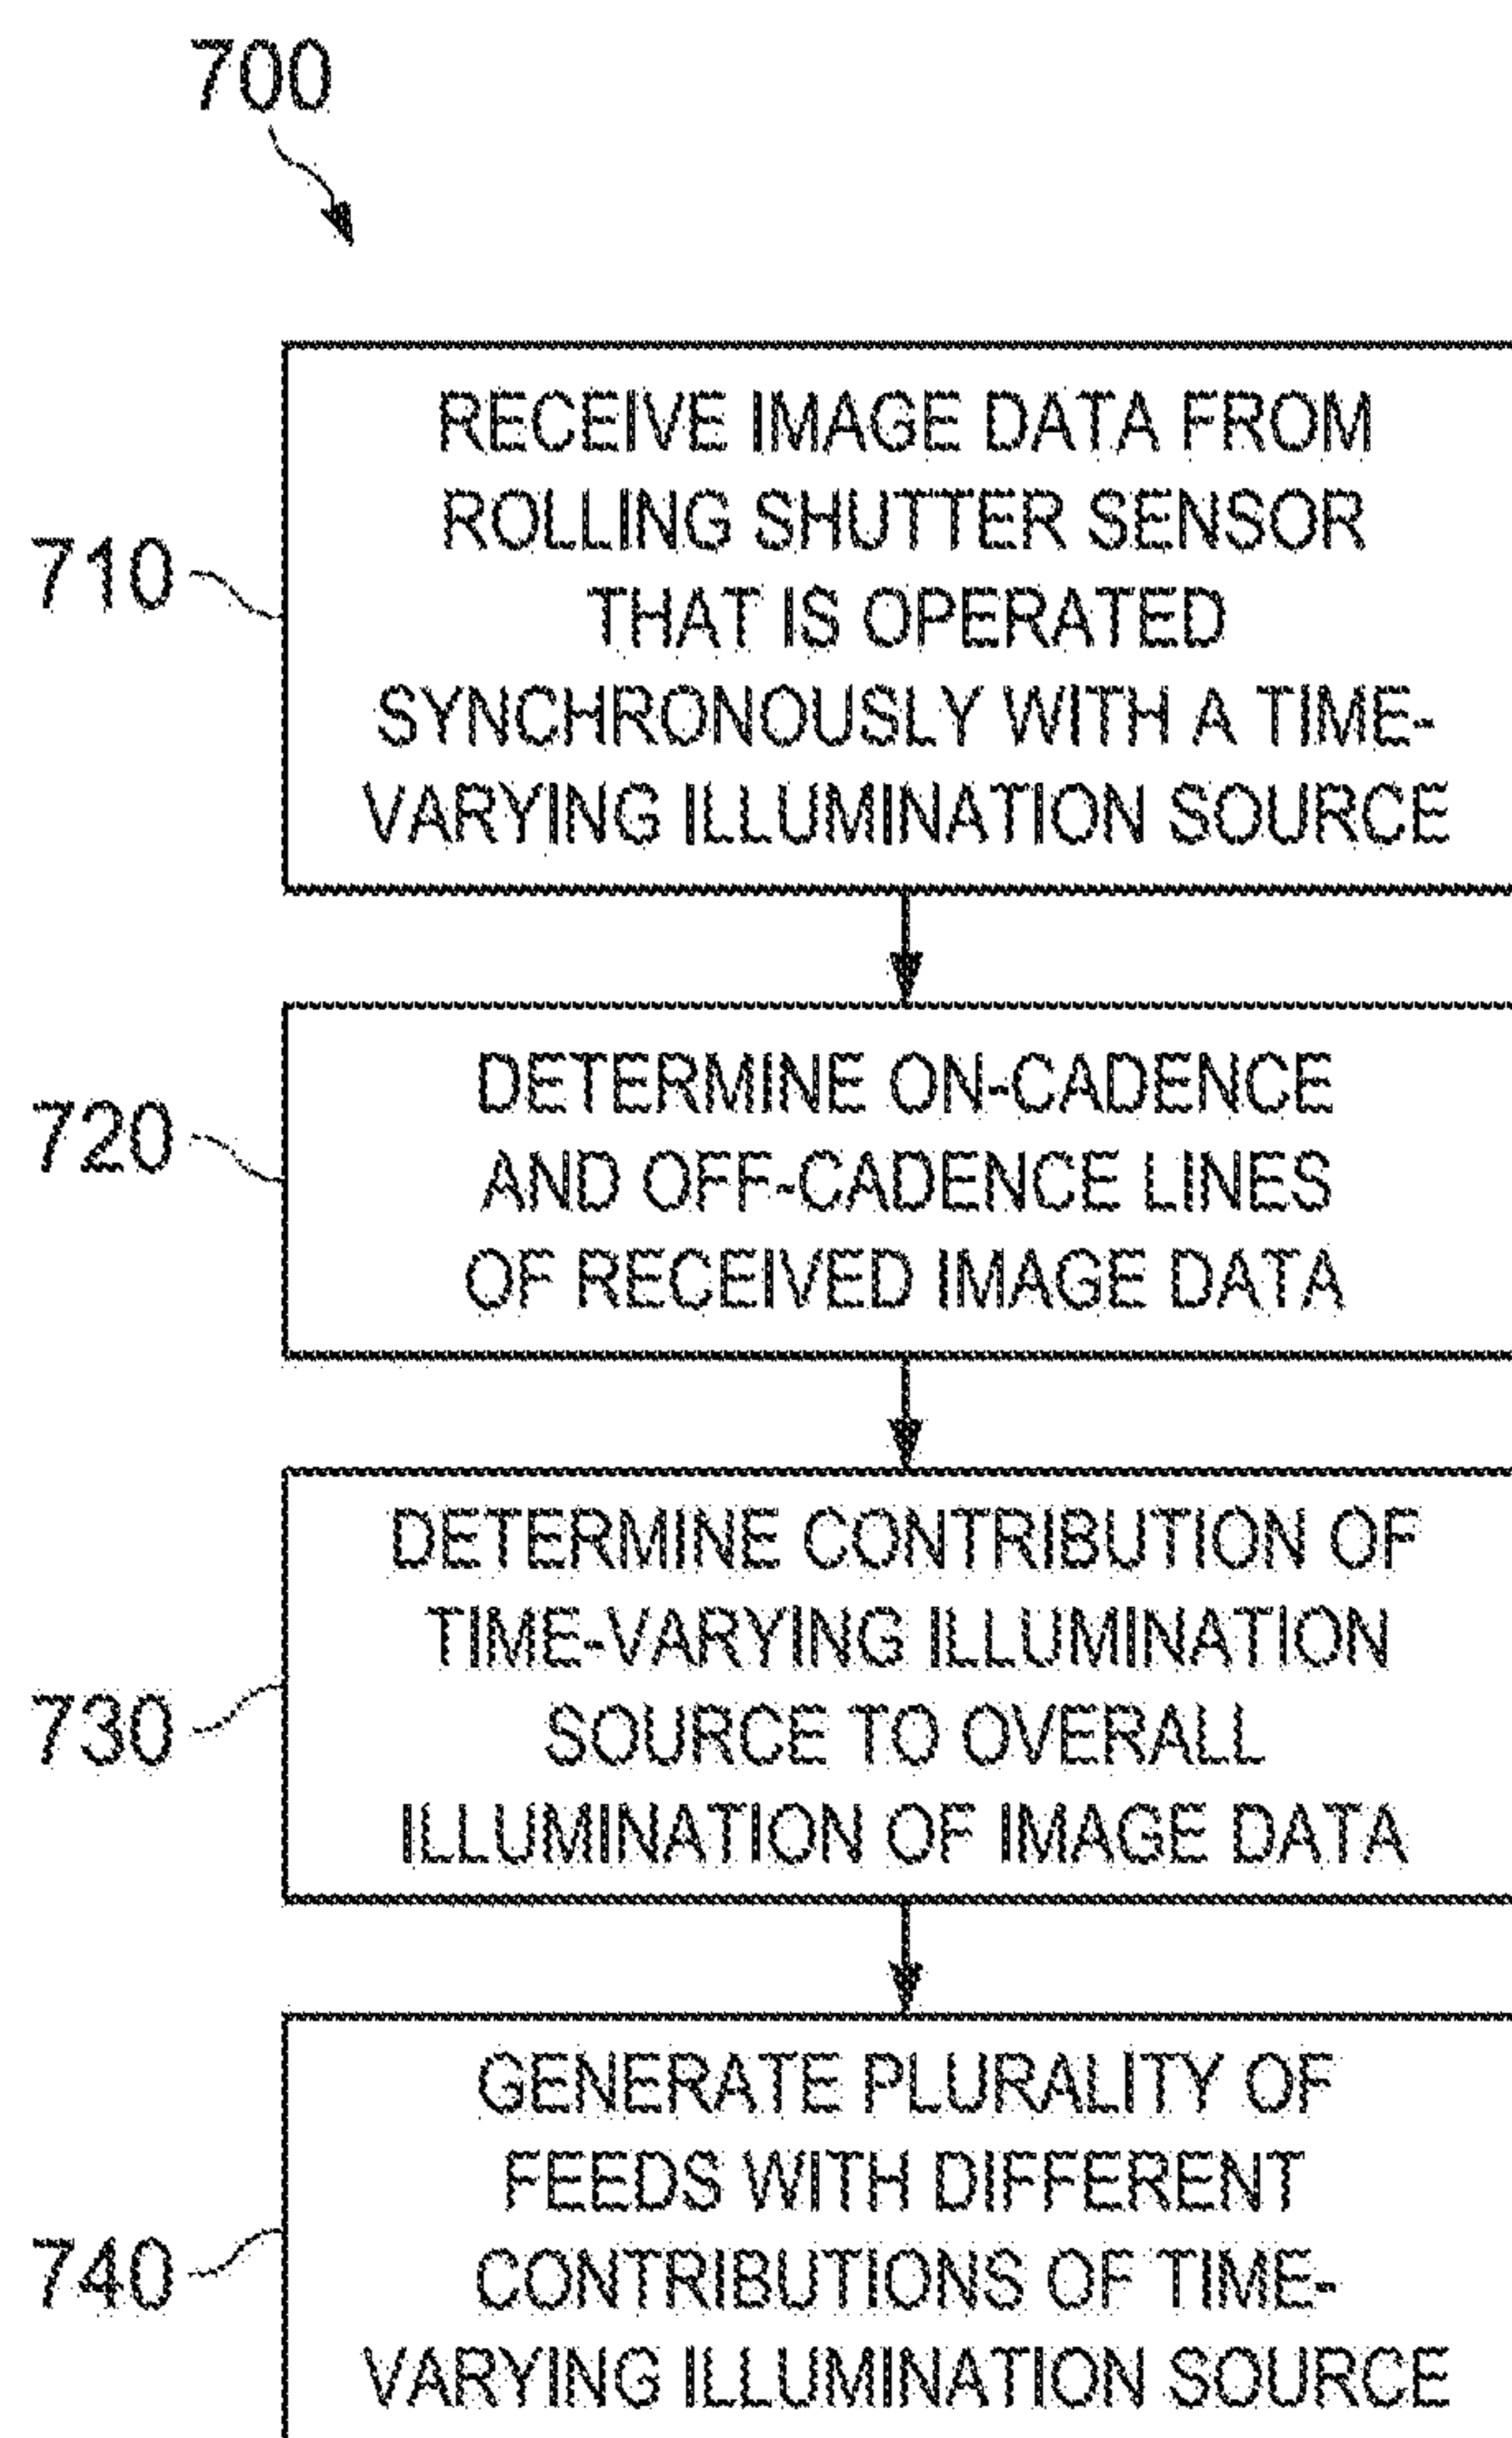 700
710
RECEIVE IMAGE DATA FROM
ROLLING SHUTTER SENSOR
THAT IS OPERATED
SYNCHRONOUSLY WITH A TIME-
VARYING ILLUMINATION SOURCE
720
DETERMINE ON-CADENCE
AND OFF-CADENCE LINES
OF RECEIVED IMAGE DATA
730
DETERMINE CONTRIBUTION OF
TIME-VARYING ILLUMINATION
SOURCE TO OVERALL
ILLUMINATION OF IMAGE DATA
740
GENERATE PLURALITY OF
FEEDS WITH DIFFERENT
CONTRIBUTIONS OF TIME-
VARYING ILLUMINATION SOURCE